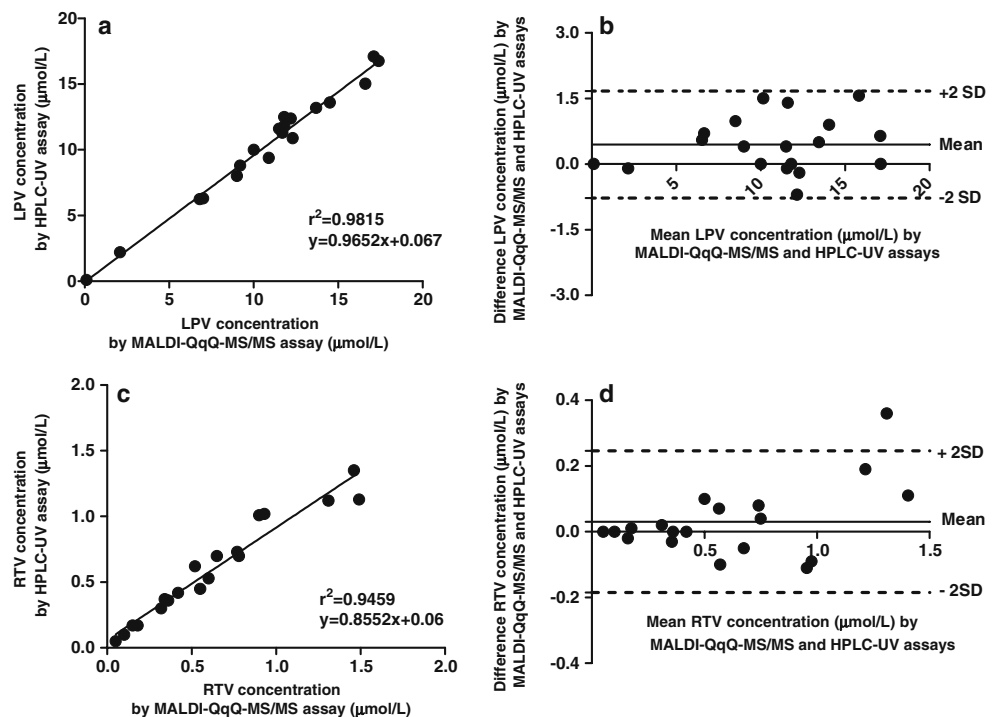 a
20
15
10
5
0
0
5
10
15
20
LPV concentration
by HPLC-UV assay (µmol/L)
r²=0.9815
y=0.9652x+0.067
LPV concentration
by MALDI-QqQ-MS/MS assay (µmol/L)
b
3.0
1.5
0.0
-1.5
-3.0
5
10
15
20
+2 SD
Mean
-2 SD
Difference LPV concentration (µmol/L) by
MALDI-QqQ-MS/MS and HPLC-UV assays
Mean LPV concentration (µmol/L) by
MALDI-QqQ-MS/MS and HPLC-UV assays
c
2.0
1.5
1.0
0.5
0.0
0.0
0.5
1.0
1.5
2.0
RTV concentration
by HPLC-UV assay (µmol/L)
r²=0.9459
y=0.8552x+0.06
RTV concentration
by MALDI-QqQ-MS/MS assay (µmol/L)
d
0.4
0.2
0.0
-0.2
-0.4
0.5
1.0
1.5
+ 2SD
Mean
- 2SD
Difference RTV concentration (µmol/L) by
MALDI-QqQ-MS/MS and HPLC-UV assays
Mean RTV concentration (µmol/L) by
MALDI-QqQ-MS/MS and HPLC-UV assays